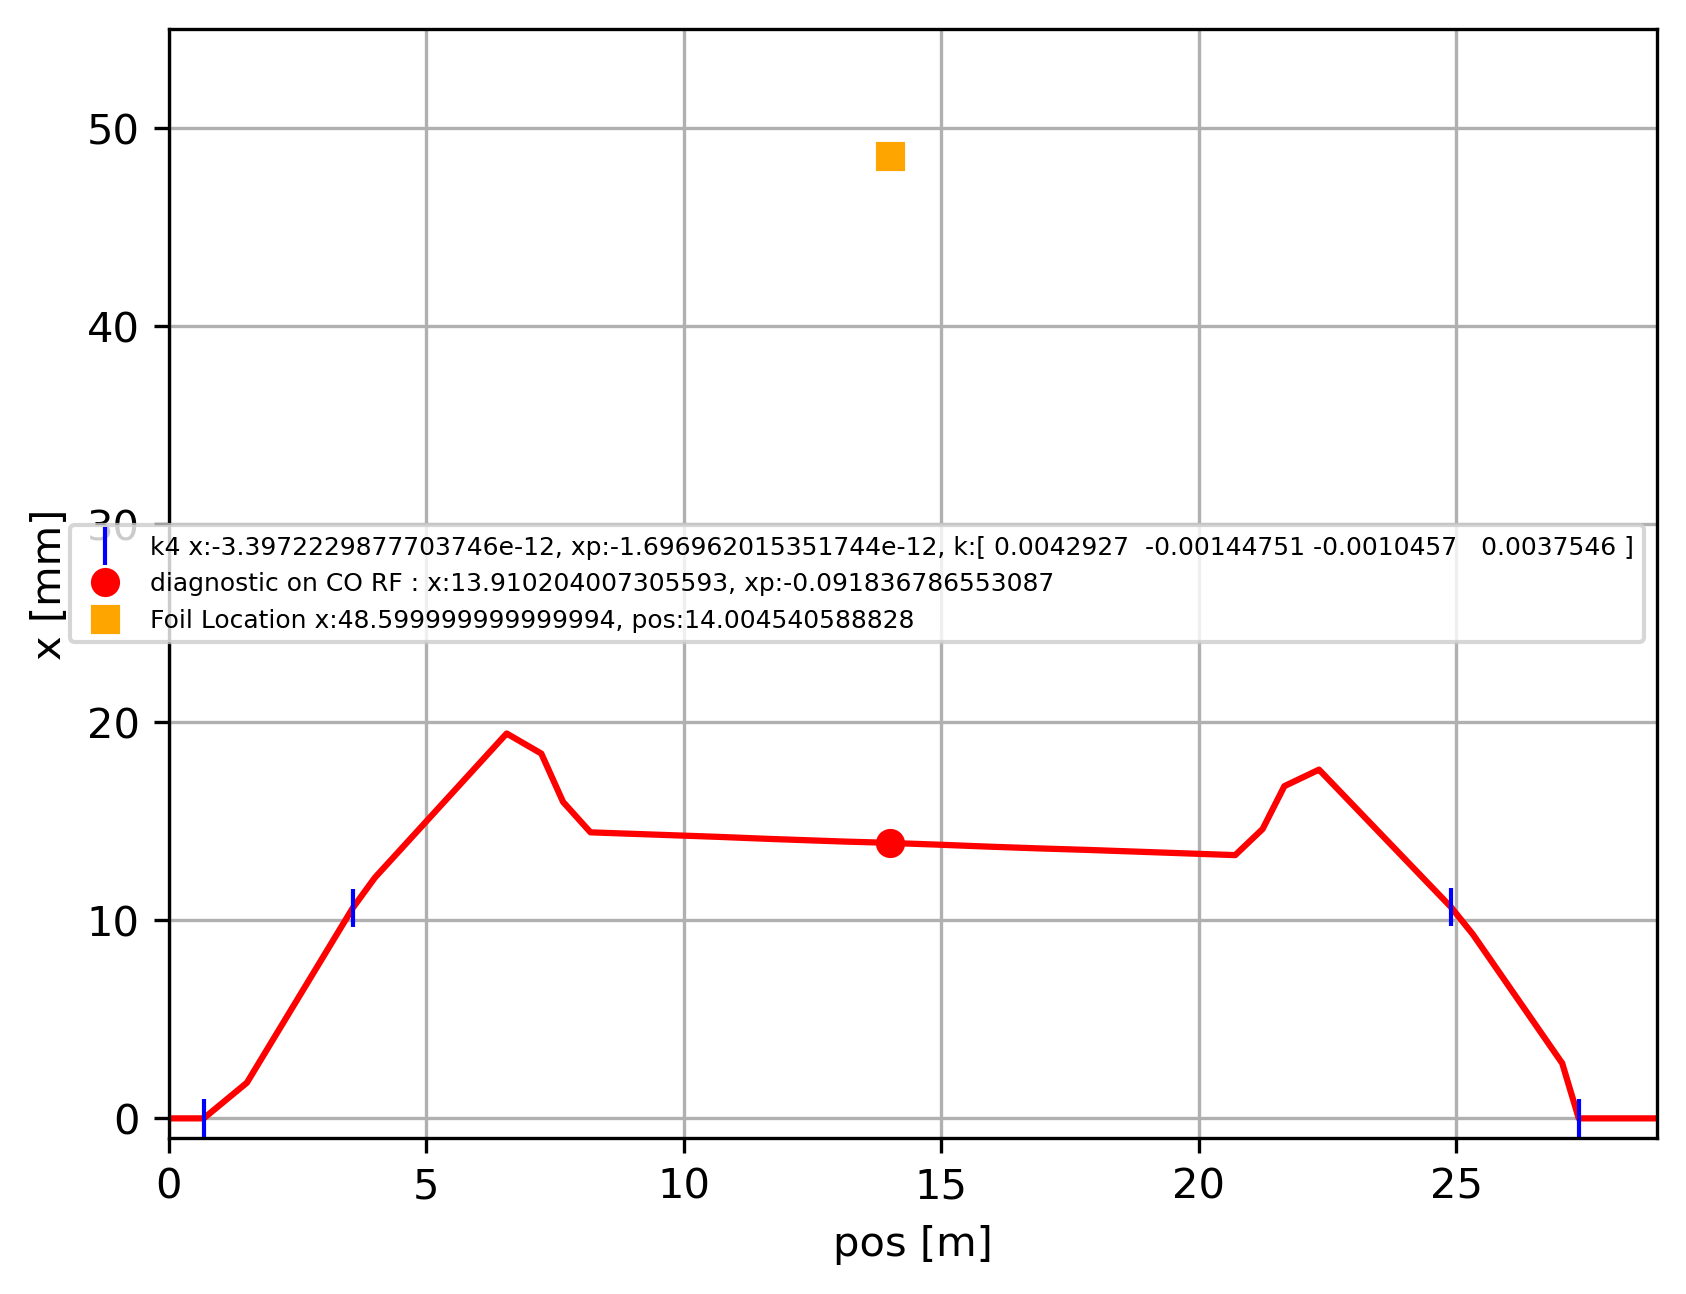 50
40
30
k4 x:-3.3972229877703746e-12, xp:-1.696962015351744e-12, k:[ 0.0042927  -0.00144751 -0.0010457   0.0037546 ]
diagnostic on CO RF : x:13.910204007305593, xp:-0.091836786553087
Foil Location x:48.599999999999994, pos:14.004540588828
x [mm]
20
10
0
0 5 10 15 20 25
pos [m]